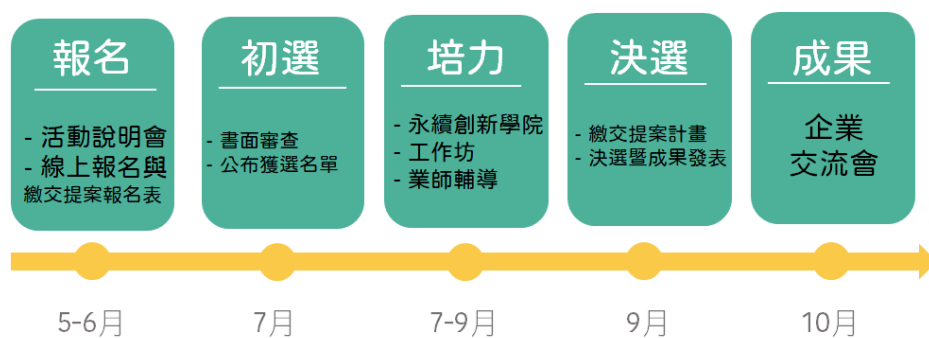 報名
- 活動說明會
- 線上報名與
繳交提案報名表
5-6月
初選
- 書面審查
- 公布獲選名單
7月
培力
- 永續創新學院
- 工作坊
- 業師輔導
7-9月
決選
- 繳交提案計畫
- 決選暨成果發表
9月
成果
企業
交流會
10月